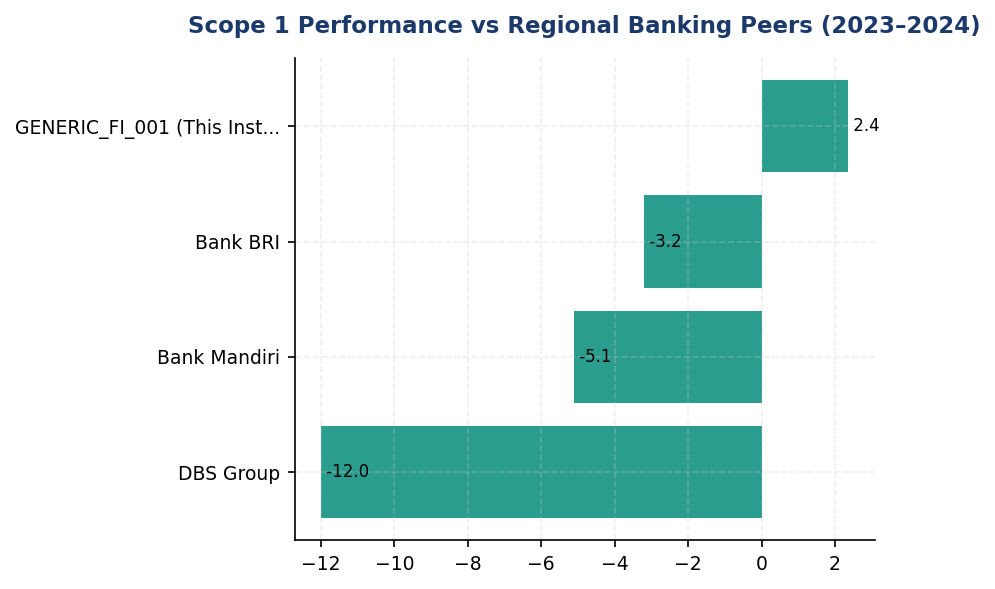 Scope 1 Performance vs Regional Banking Peers (2023–2024)
GENERIC_FI_001 (This Inst...
2.4
Bank BRI
-3.2
Bank Mandiri
-5.1
DBS Group
-12.0
−12 −10 −8 −6 −4 −2 0 2